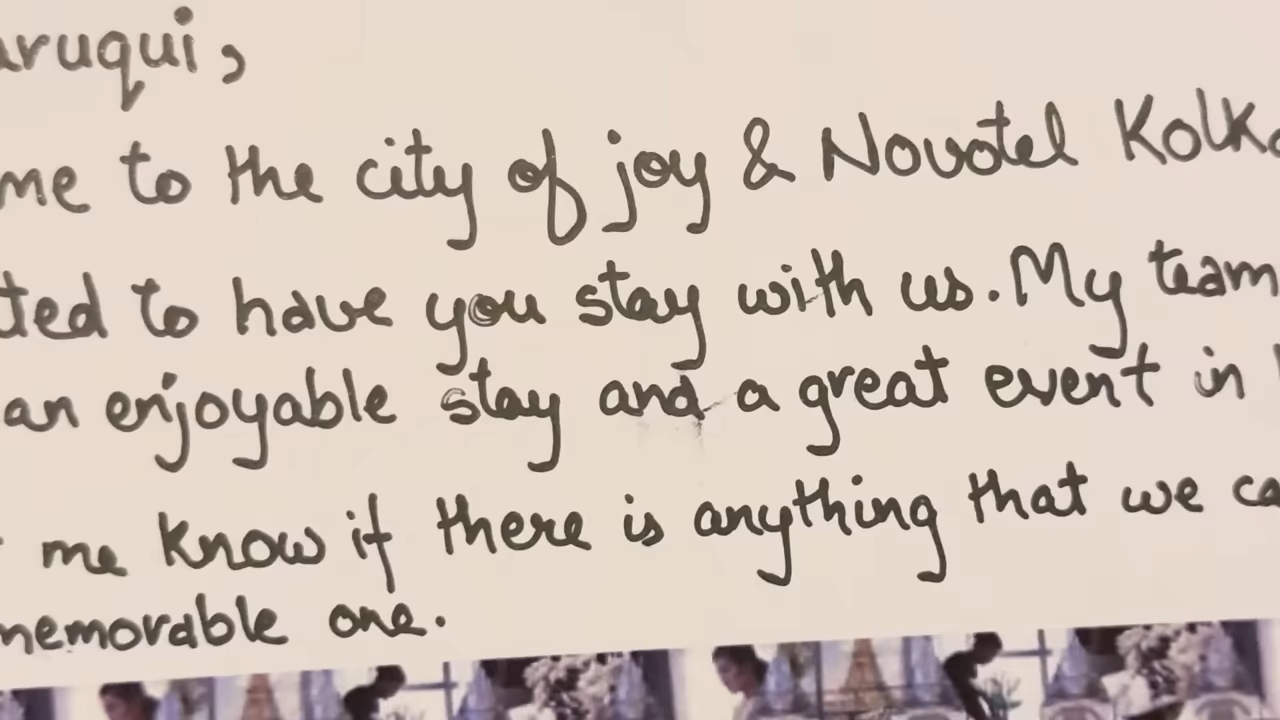 aruqui,
me to the city of joy & Novotel Kolka
ted to have you stay with us. My team
an enjoyable stay and a great event in
me know if there is anything that we ca
memorable one.